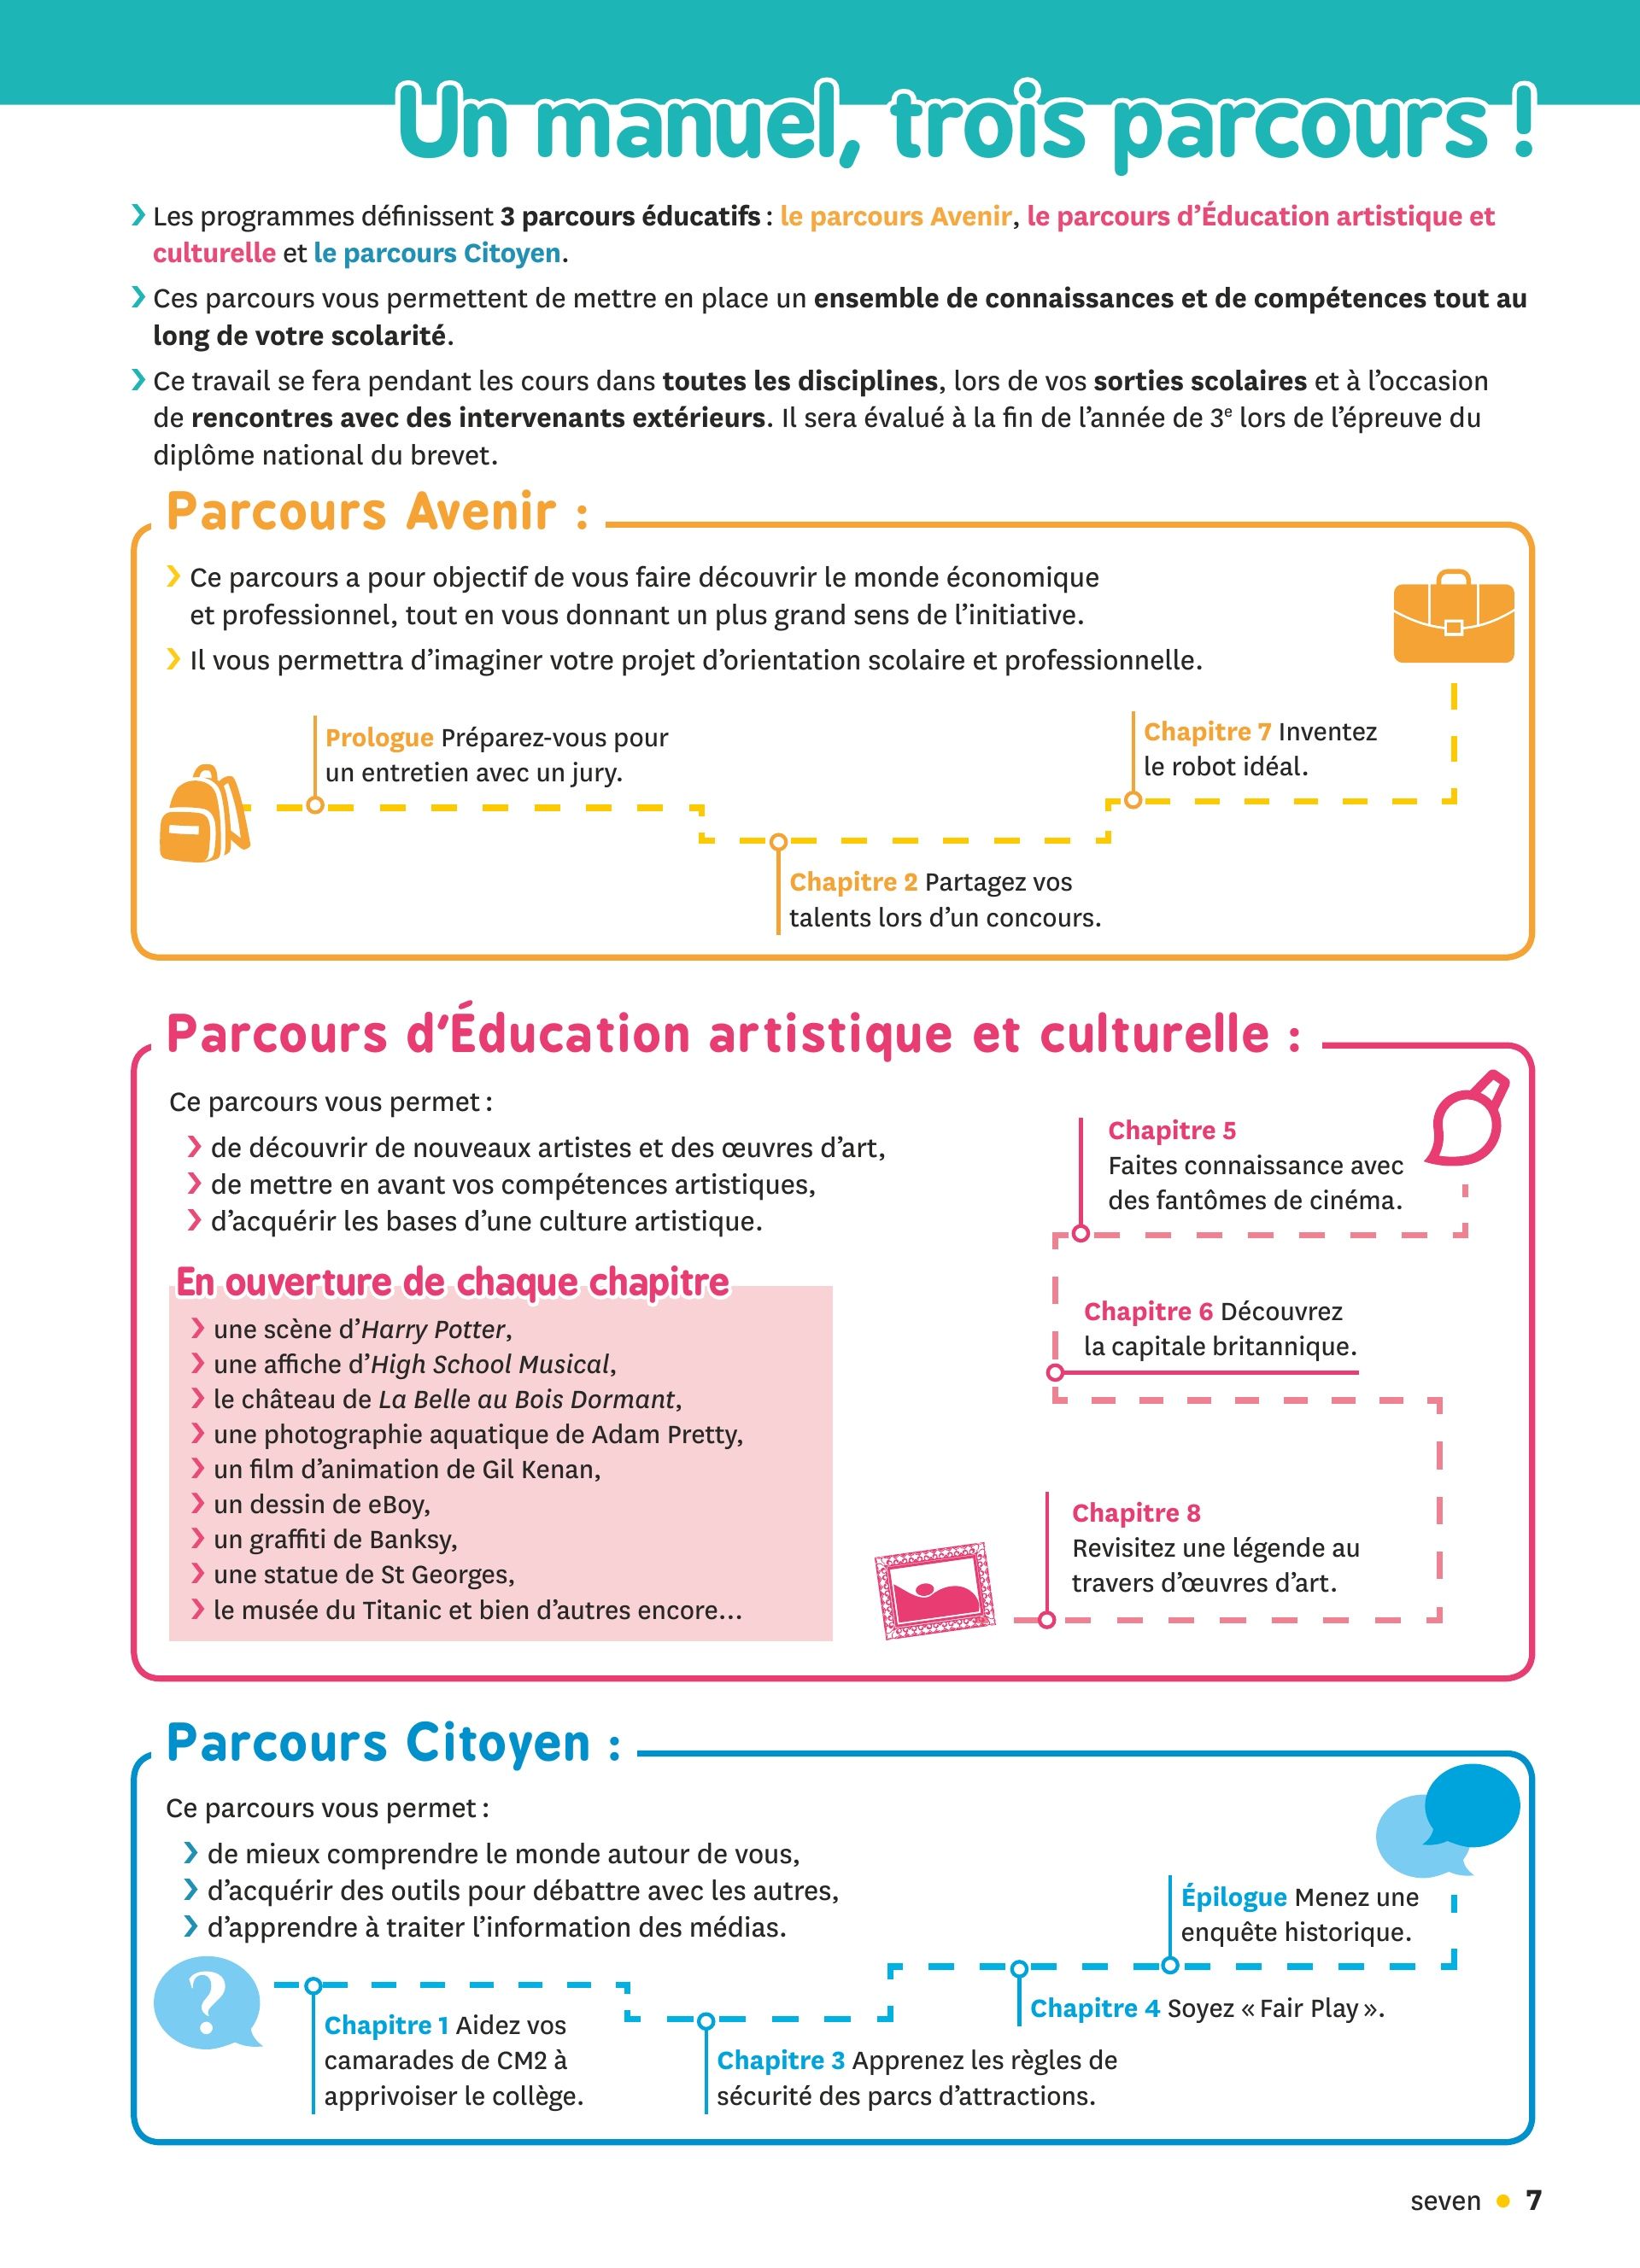 Un manuel, trois parcours !
❯ Les programmes définissent 3 parcours éducatifs : le parcours Avenir, le parcours d’Éducation artistique et
culturelle et le parcours Citoyen.
❯ Ces parcours vous permettent de mettre en place un ensemble de connaissances et de compétences tout au
long de votre scolarité.
❯ Ce travail se fera pendant les cours dans toutes les disciplines, lors de vos sorties scolaires et à l’occasion
de rencontres avec des intervenants extérieurs. Il sera évalué à la fin de l’année de 3e lors de l’épreuve du
diplôme national du brevet.
Parcours Avenir :
❯ Ce parcours a pour objectif de vous faire découvrir le monde économique
et professionnel, tout en vous donnant un plus grand sens de l’initiative.
❯ Il vous permettra d’imaginer votre projet d’orientation scolaire et professionnelle.
Prologue Préparez-vous pour
un entretien avec un jury.
Chapitre 2 Partagez vos
talents lors d’un concours.
Chapitre 7 Inventez
le robot idéal.
Parcours d’Éducation artistique et culturelle :
Ce parcours vous permet :
❯ de découvrir de nouveaux artistes et des œuvres d’art,
❯ de mettre en avant vos compétences artistiques,
❯ d’acquérir les bases d’une culture artistique.
En ouverture de chaque chapitre
❯ une scène d’Harry Potter,
❯ une affiche d’High School Musical,
❯ le château de La Belle au Bois Dormant,
❯ une photographie aquatique de Adam Pretty,
❯ un film d’animation de Gil Kenan,
❯ un dessin de eBoy,
❯ un graffiti de Banksy,
❯ une statue de St Georges,
❯ le musée du Titanic et bien d’autres encore…
Chapitre 5
Faites connaissance avec
des fantômes de cinéma.
Chapitre 6 Découvrez
la capitale britannique.
Chapitre 8
Revisitez une légende au
travers d’œuvres d’art.
Parcours Citoyen :
Ce parcours vous permet :
❯ de mieux comprendre le monde autour de vous,
❯ d’acquérir des outils pour débattre avec les autres,
❯ d’apprendre à traiter l’information des médias.
?
Chapitre 1 Aidez vos
camarades de CM2 à
apprivoiser le collège.
Chapitre 3 Apprenez les règles de
sécurité des parcs d’attractions.
Chapitre 4 Soyez « Fair Play ».
Épilogue Menez une
enquête historique.
seven • 7